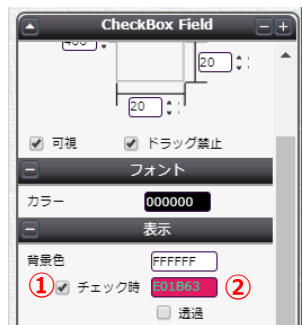 CheckBox Field
20
20
可視 ドラッグ禁止
フォント
カラー 000000
表示
背景色 FFFFFF
① チェック時 E01B63 ②
透過